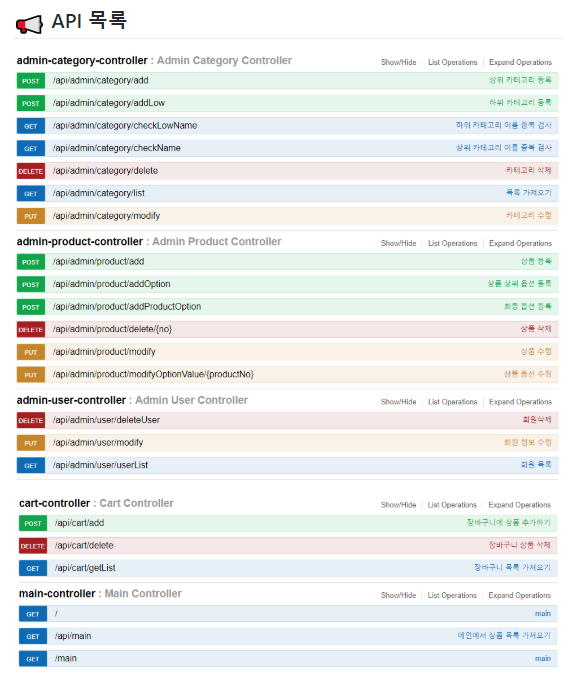 API 목록
admin-category-controller : Admin Category Controller Show/Hide List Operations Expand Operations
POST /api/admin/category/add 상위 카테고리 등록
POST /api/admin/category/addLow 하위 카테고리 등록
GET /api/admin/category/checkLowName 하위 카테고리 이름 중복 검사
GET /api/admin/category/checkName 상위 카테고리 이름 중복 검사
DELETE /api/admin/category/delete 카테고리 삭제
GET /api/admin/category/list 목록 가져오기
PUT /api/admin/category/modify 카테고리 수정
admin-product-controller : Admin Product Controller Show/Hide List Operations Expand Operations
POST /api/admin/product/add 상품 등록
POST /api/admin/product/addOption 상품 상위 옵션 등록
POST /api/admin/product/addProductOption 최종 옵션 등록
DELETE /api/admin/product/delete/{no} 상품 삭제
PUT /api/admin/product/modify 상품 수정
PUT /api/admin/product/modifyOptionValue/{productNo} 상품 옵션 수정
admin-user-controller : Admin User Controller Show/Hide List Operations Expand Operations
DELETE /api/admin/user/deleteUser 회원삭제
PUT /api/admin/user/modify 회원 정보 수정
GET /api/admin/user/userList 회원 목록
cart-controller : Cart Controller Show/Hide List Operations Expand Operations
POST /api/cart/add 장바구니에 상품 추가하기
DELETE /api/cart/delete 장바구니 상품 삭제
GET /api/cart/getList 장바구니 목록 가져오기
main-controller : Main Controller Show/Hide List Operations Expand Operations
GET / main
GET /api/main 메인에서 상품 목록 가져오기
GET /main main